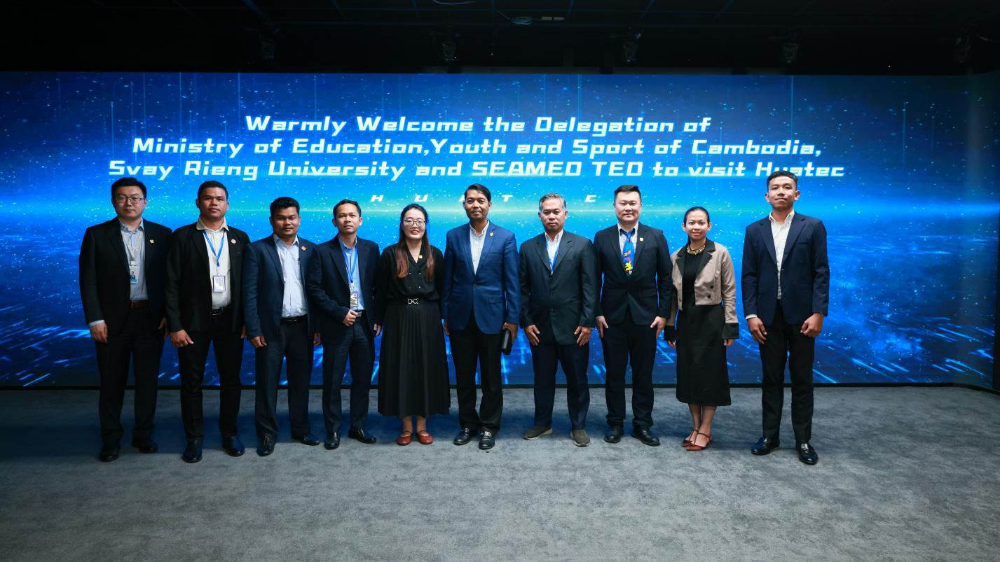 Warmly Welcome the Delegation of
Ministry of Education,Youth and Sport of Cambodia,
Svay Rieng University and SEAMEO TED to visit Huatec
H U A T C